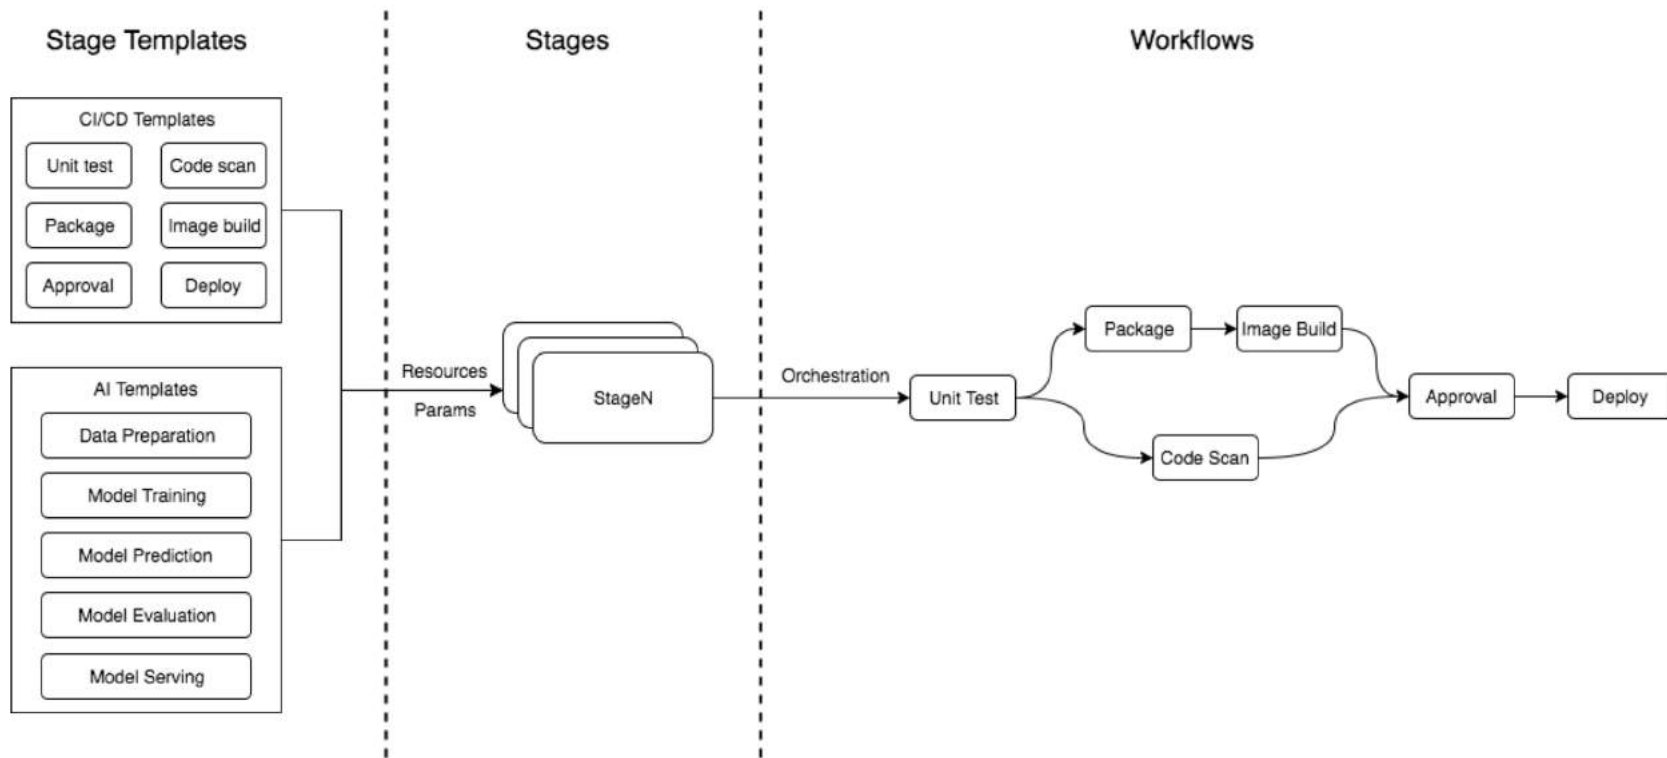 Stage Templates
Stages
Workflows
CI/CD Templates
Unit test
Code scan
Package
Image build
Approval
Deploy
AI Templates
Data Preparation
Model Training
Model Prediction
Model Evaluation
Model Serving
Resources
Params
StageN
Orchestration
Unit Test
Package
Image Build
Code Scan
Approval
Deploy